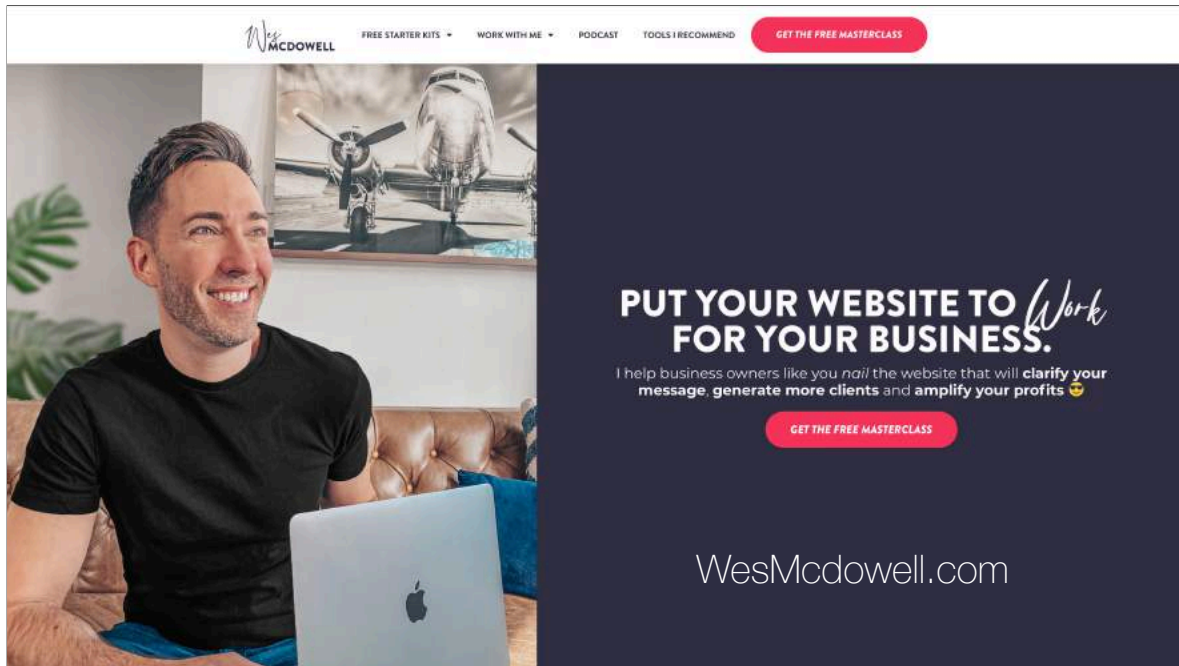 Wes
MCDOWELL
FREE STARTER KITS
WORK WITH ME
PODCAST
TOOLS I RECOMMEND
GET THE FREE MASTERCLASS
PUT YOUR WEBSITE TO Work
FOR YOUR BUSINESS.
I help business owners like you nail the website that will clarify your
message, generate more clients and amplify your profits 😎
GET THE FREE MASTERCLASS
WesMcdowell.com